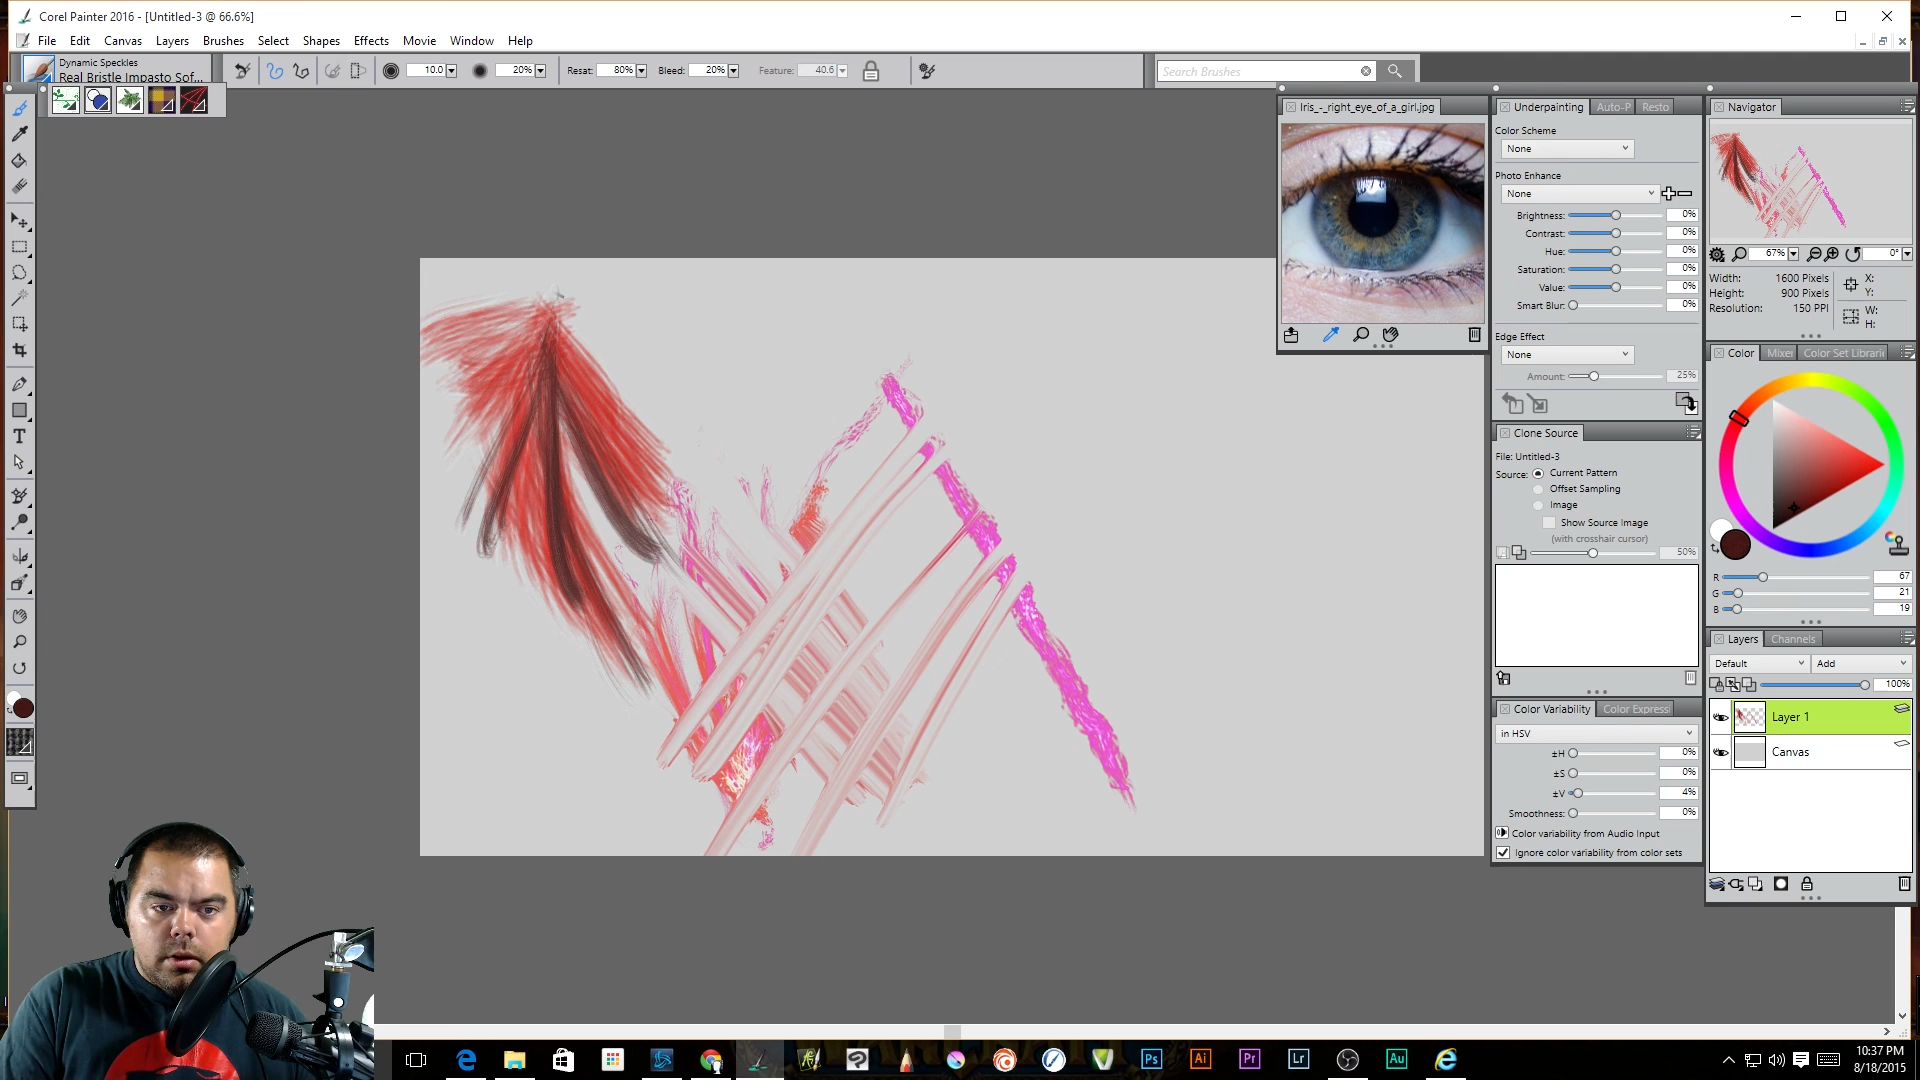 Corel Painter 2016 - [Untitled-3 @ 66.6%]
File Edit Canvas Layers Brushes Select Shapes Effects Movie Window Help
Dynamic Speckles
Real Bristle Impasto Sof...
10.0 20% Resat: 80% Bleed: 20% Feature: 40.6
Search Brushes
Iris_-_right_eye_of_a_girl.jpg
Underpainting Auto-P Resto
Color Scheme
None
Photo Enhance
None
Brightness: 0%
Contrast: 0%
Hue: 0%
Saturation: 0%
Value: 0%
Smart Blur: 0%
Edge Effect
None
Amount: 25%
Clone Source
File: Untitled-3
Source: Current Pattern
Offset Sampling
Image
Show Source Image
(with crosshair cursor)
50%
Color Variability Color Express
in HSV
±H 0%
±S 0%
±V 4%
Smoothness: 0%
Color variability from Audio Input
Ignore color variability from color sets
Navigator
67% 0°
Width: 1600 Pixels X:
Height: 900 Pixels Y:
Resolution: 150 PPI W:
H:
Color Mixer Color Set Librari
R 67
G 21
B 19
Layers Channels
Default Add
100%
Layer 1
Canvas
T
Ps Ai Pr Lr Au
10:37 PM
8/18/2015